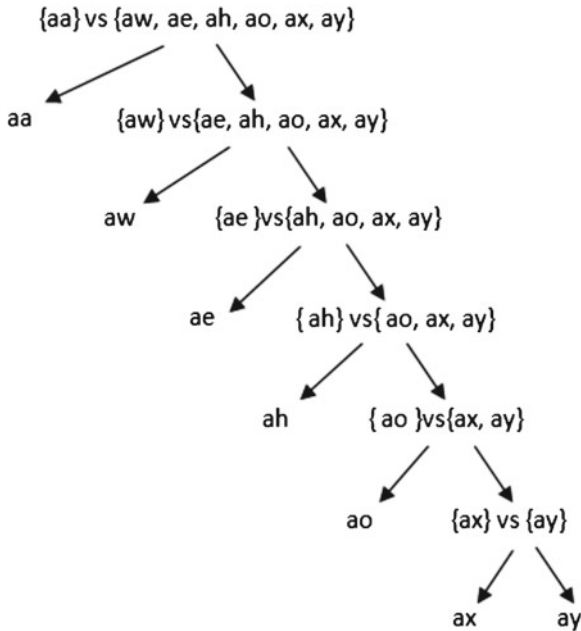 {aa} vs {aw, ae, ah, ao, ax, ay}
aa
{aw} vs{ae, ah, ao, ax, ay}
aw
{ae }vs{ah, ao, ax, ay}
ae
{ ah} vs{ ao, ax, ay}
ah
{ ao }vs{ax, ay}
ao
{ax} vs {ay}
ax
ay